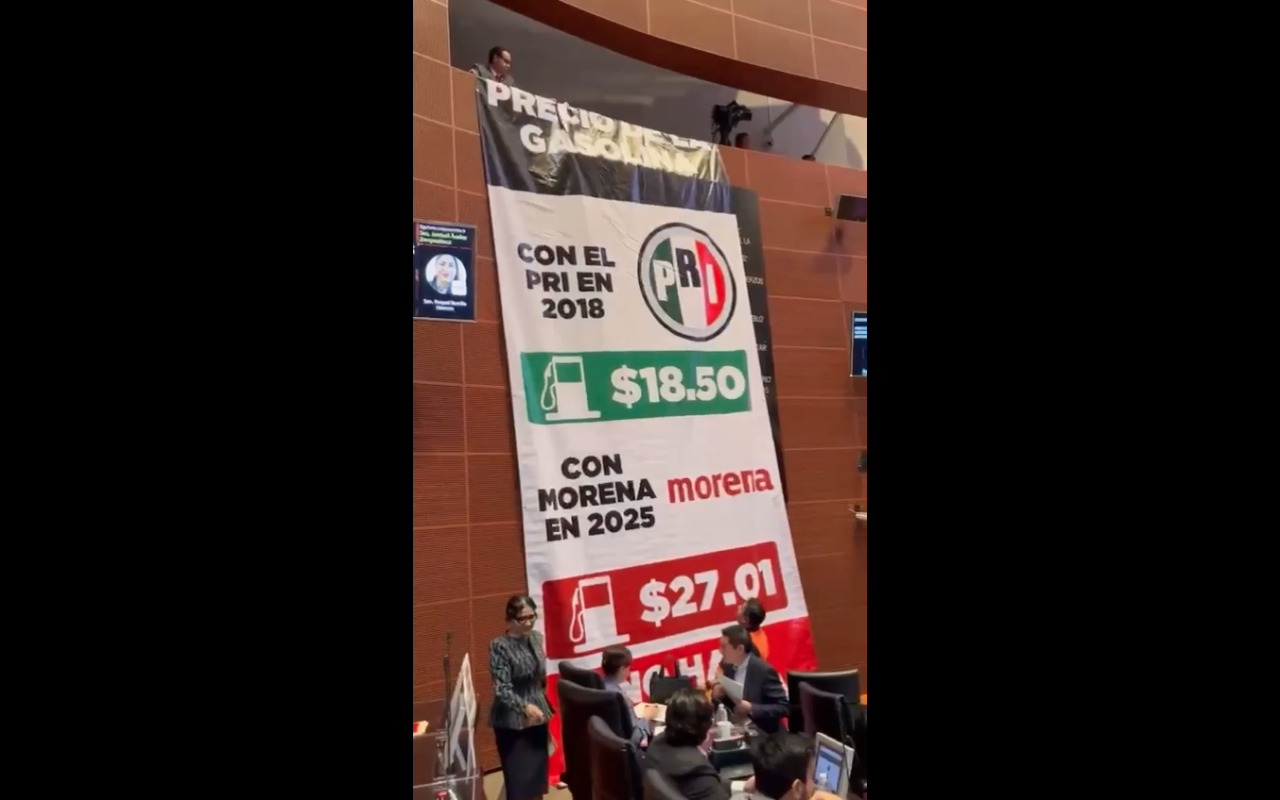 PRECIO DE LA
GASOLINA
CON EL
PRI EN
2018
PRI
$18.50
CON
MORENA
EN 2025
morena
$27.01